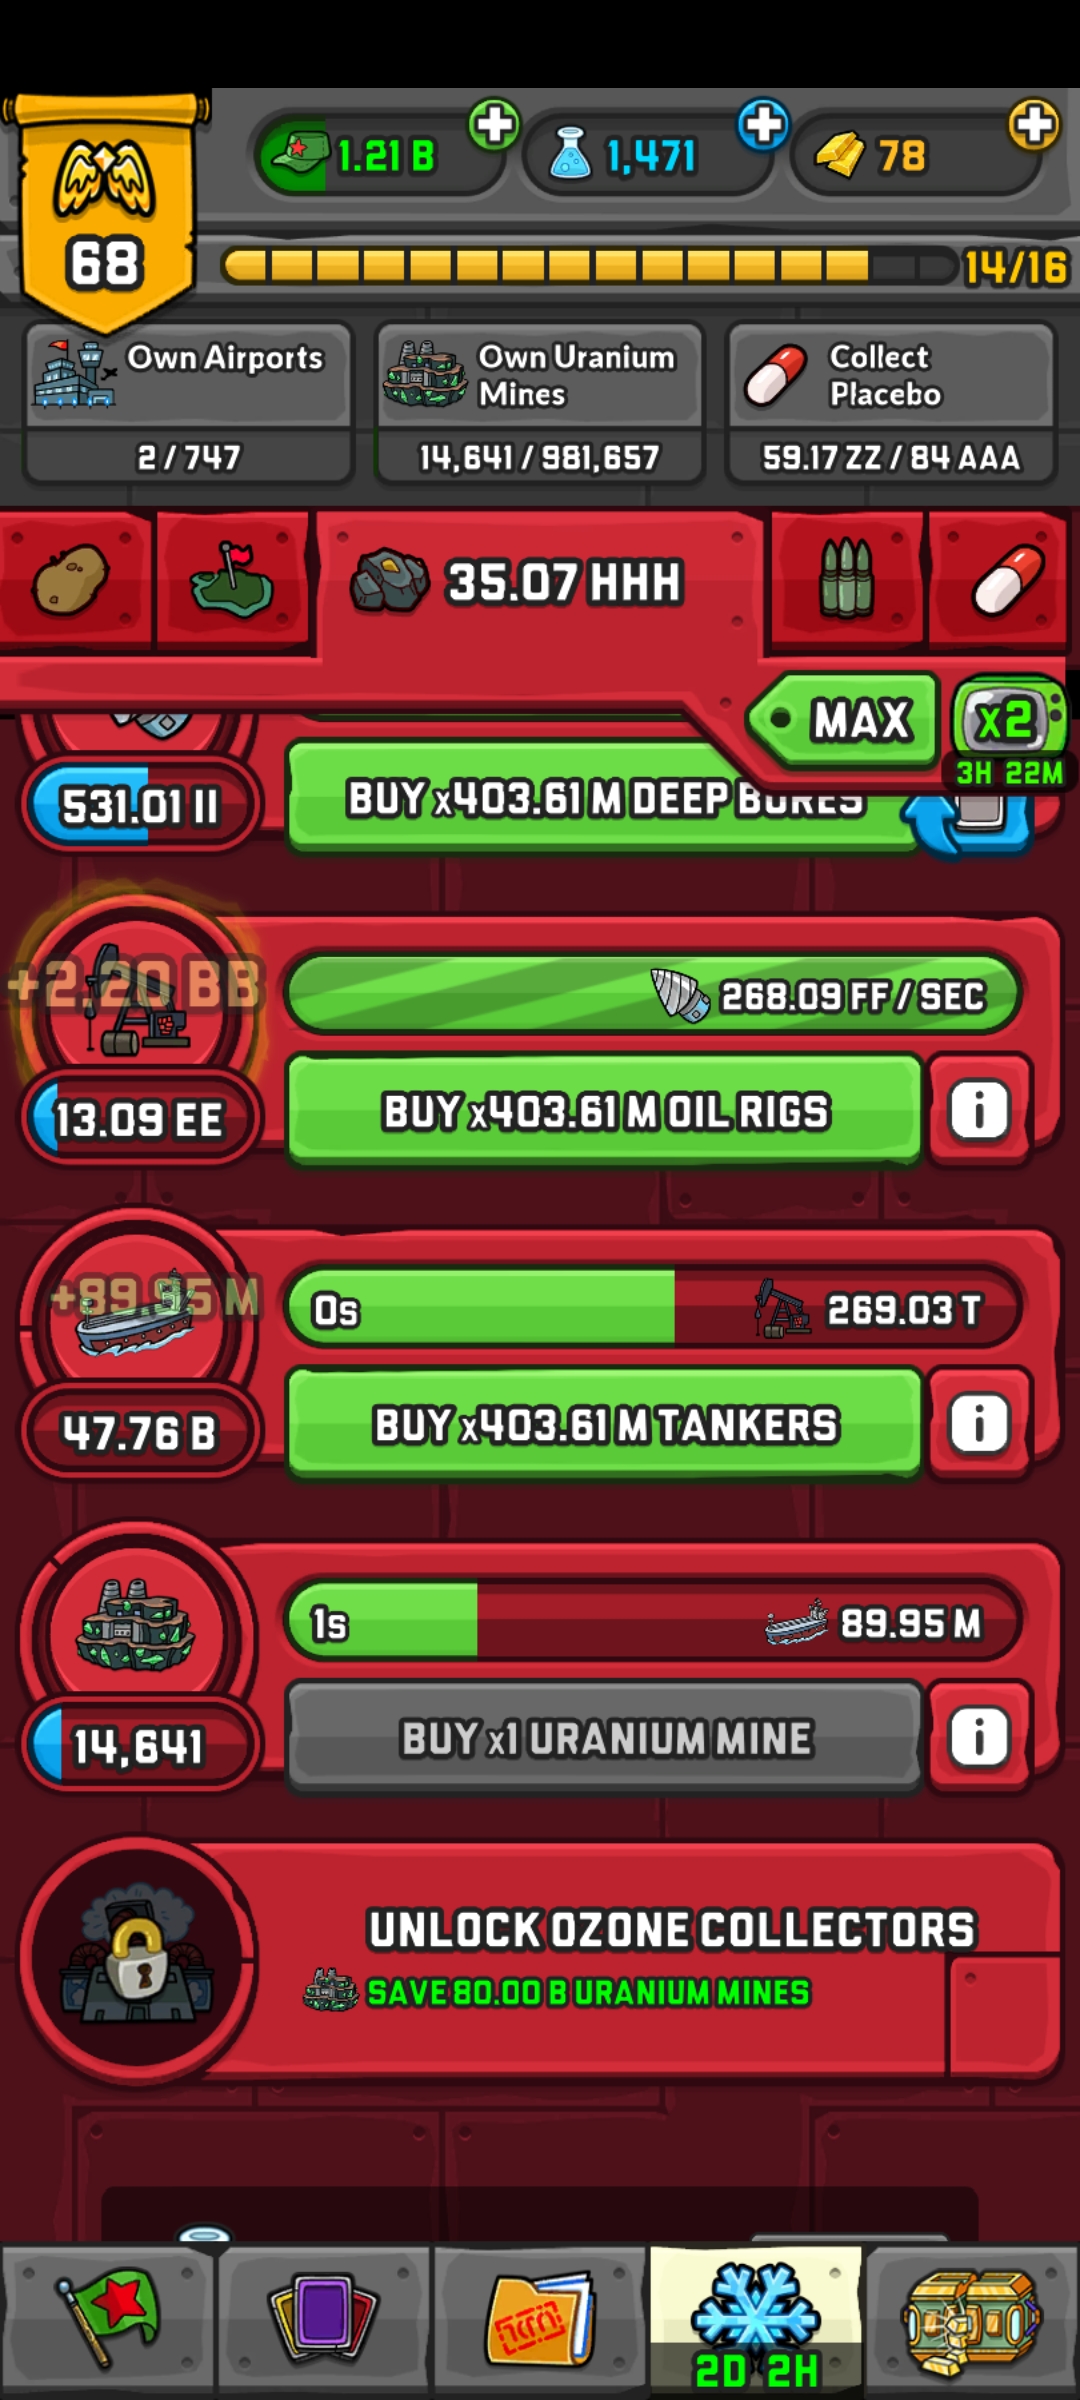 1.21 B
1,471
78
68
14/16
Own Airports
2 / 747
Own Uranium
Mines
14,641 / 981,657
Collect
Placebo
59.17 ZZ / 84 AAA
35.07 HHH
MAX
x2
3H 22M
531.01 II
BUY x403.61 M DEEP BORES
+2.20 BB
268.09 FF / SEC
13.09 EE
BUY x403.61 M OIL RIGS
i
+89.95 M
0s
269.03 T
47.76 B
BUY x403.61 M TANKERS
i
1s
89.95 M
14,641
BUY x1 URANIUM MINE
i
UNLOCK OZONE COLLECTORS
SAVE 80.00 B URANIUM MINES
2D 2H